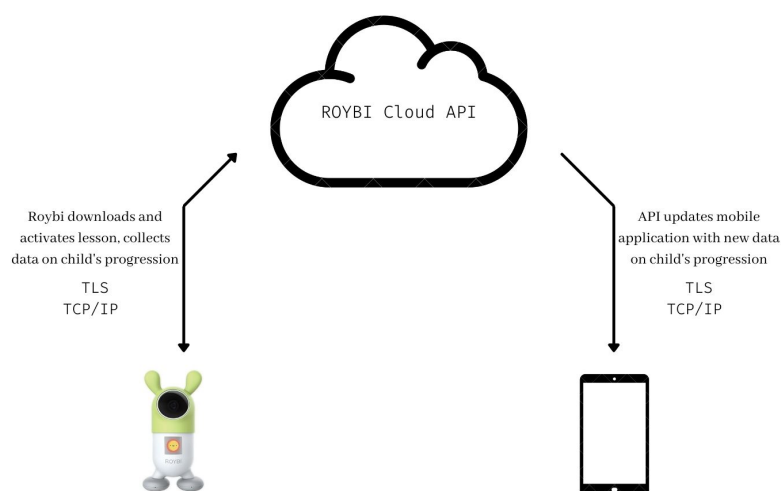 ROYBI Cloud API
Roybi downloads and
activates lesson, collects
data on child's progression
TLS
TCP/IP
API updates mobile
application with new data
on child's progression
TLS
TCP/IP
ROYBI